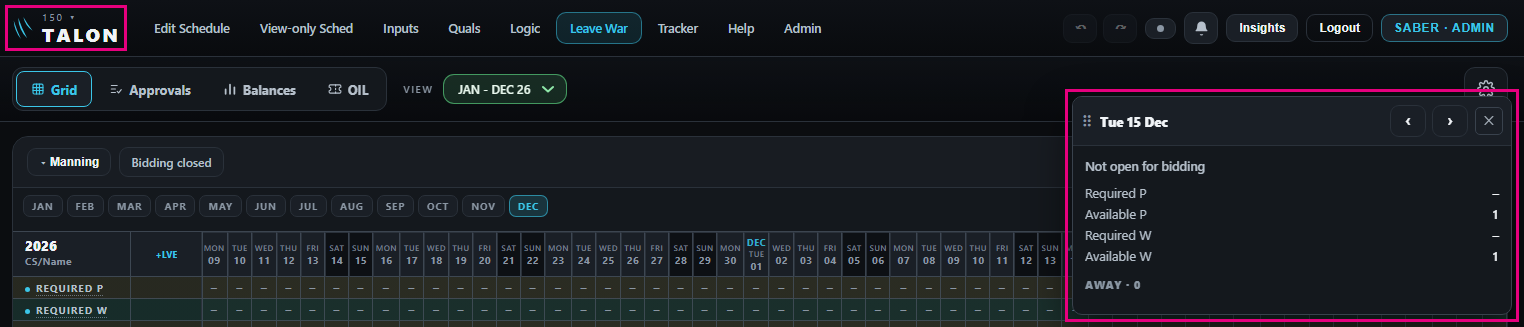 150
TALON
Edit Schedule View-only Sched Inputs Quals Logic Leave War Tracker Help Admin
Insights Logout SABER · ADMIN
Grid Approvals Balances OIL VIEW JAN - DEC 26
Tue 15 Dec
Manning Bidding closed
Not open for bidding
Required P –
Available P 1
Required W –
Available W 1
AWAY · 0
JAN FEB MAR APR MAY JUN JUL AUG SEP OCT NOV DEC
2026
CS/Name
+LVE
MON 09
TUE 10
WED 11
THU 12
FRI 13
SAT 14
SUN 15
MON 16
TUE 17
WED 18
THU 19
FRI 20
SAT 21
SUN 22
MON 23
TUE 24
WED 25
THU 26
FRI 27
SAT 28
SUN 29
MON 30
DEC TUE 01
WED 02
THU 03
FRI 04
SAT 05
SUN 06
MON 07
TUE 08
WED 09
THU 10
FRI 11
SAT 12
SUN 13
REQUIRED P – – – – – – – – – – – – – – – – – – – – – – – – – – – – – – – – – – –
REQUIRED W – – – – – – – – – – – – – – – – – – – – – – – – – – – – – – – – – – –